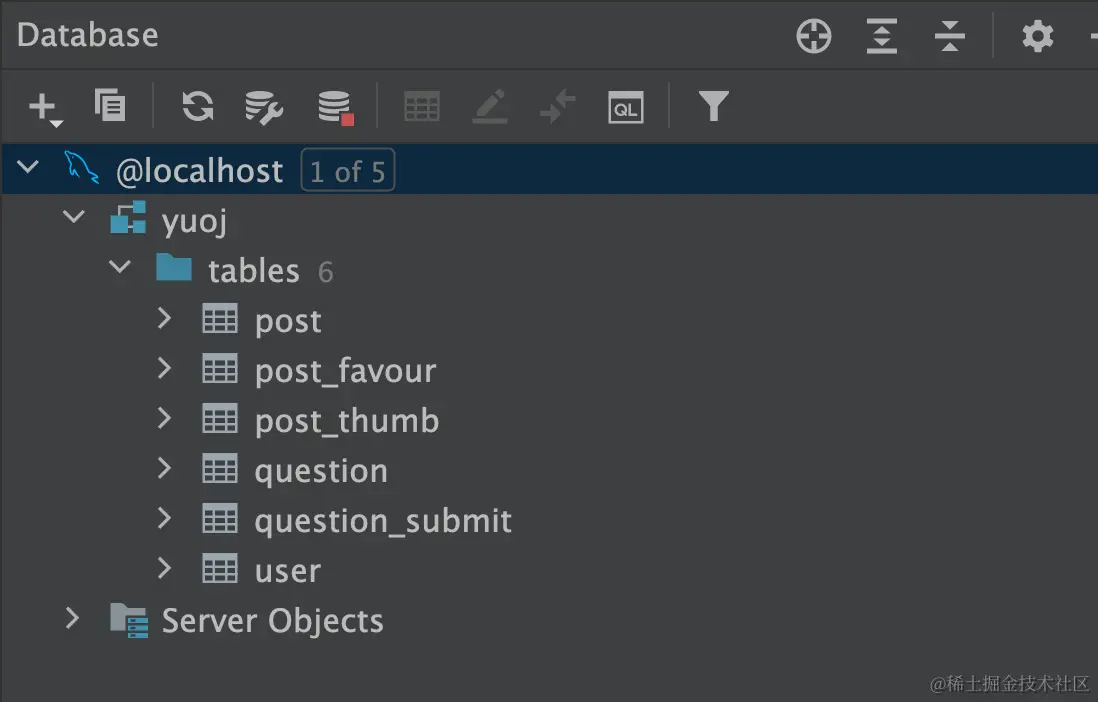 Database
QL
@localhost 1 of 5
yuoj
tables 6
post
post_favour
post_thumb
question
question_submit
user
Server Objects
@稀土掘金技术社区